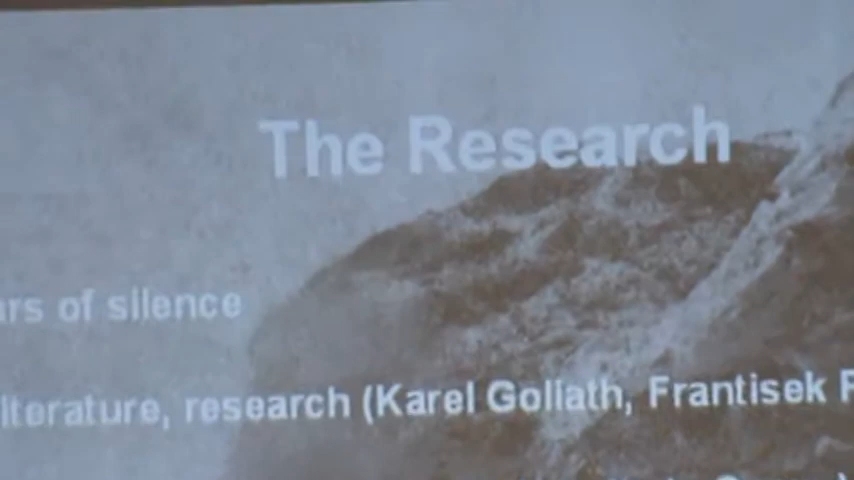 The Research
ars of silence
literature, research (Karel Goliath, Frantisek